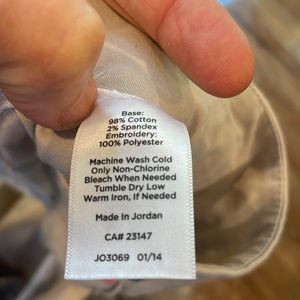 Base:
98% Cotton
2% Spandex
Embroidery:
100% Polyester
Machine Wash Cold
Only Non-Chlorine
Bleach When Needed
Tumble Dry Low
Warm Iron, If Needed
Made In Jordan
CA# 23147
JO3069 01/14